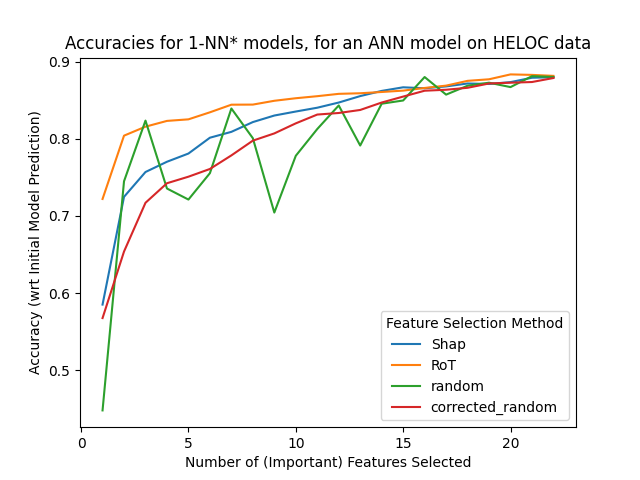 Accuracies for 1-NN* models, for an ANN model on HELOC data
Accuracy (wrt Initial Model Prediction)
0.9
0.8
0.7
0.6
0.5
0
5
10
15
20
Number of (Important) Features Selected
Feature Selection Method
Shap
RoT
random
corrected_random